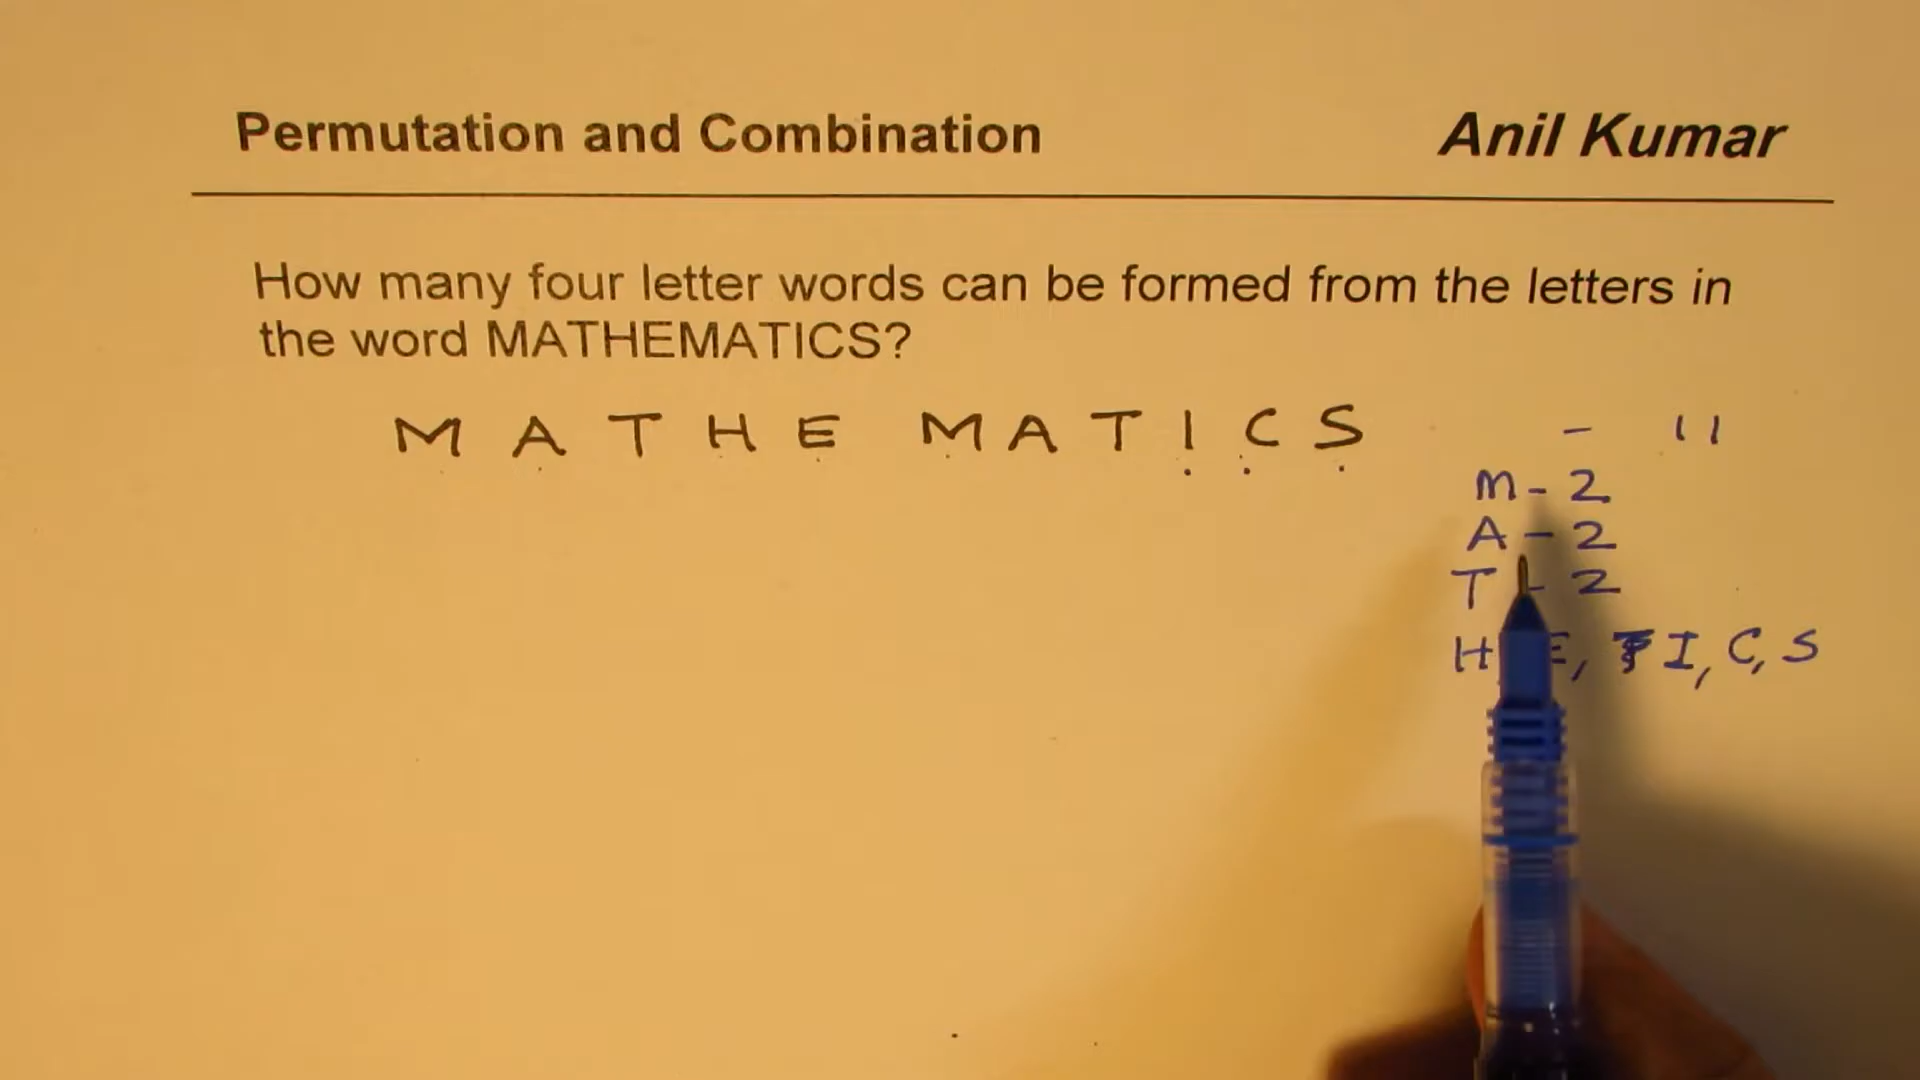 Permutation and Combination Anil Kumar
How many four letter words can be formed from the letters in
the word MATHEMATICS?
M A T H E M A T I C S - 11
M - 2
A - 2
T - 2
H E, I, C, S